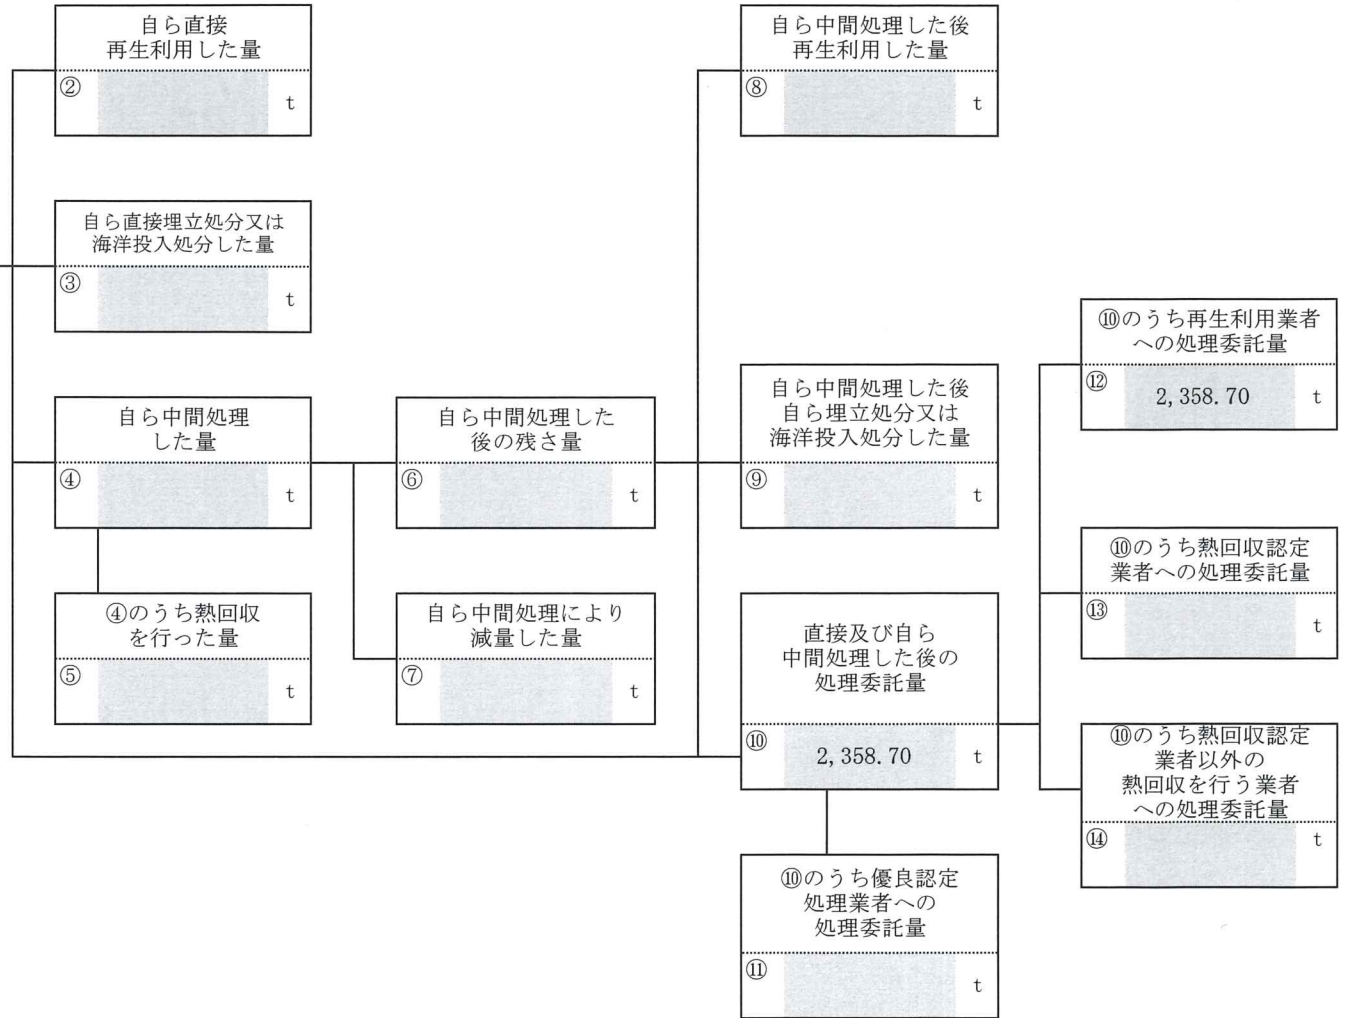 自ら直接
再生利用した量
②
t
自ら直接埋立処分又は
海洋投入処分した量
③
t
自ら中間処理
した量
④
t
④のうち熱回収
を行った量
⑤
t
自ら中間処理した
後の残さ量
⑥
t
自ら中間処理により
減量した量
⑦
t
自ら中間処理した後
再生利用した量
⑧
t
自ら中間処理した後
自ら埋立処分又は
海洋投入処分した量
⑨
t
直接及び自ら
中間処理した後の
処理委託量
⑩ 2,358.70 t
⑩のうち優良認定
処理業者への
処理委託量
⑪
t
⑩のうち再生利用業者
への処理委託量
⑫ 2,358.70 t
⑩のうち熱回収認定
業者への処理委託量
⑬
t
⑩のうち熱回収認定
業者以外の
熱回収を行う業者
への処理委託量
⑭
t